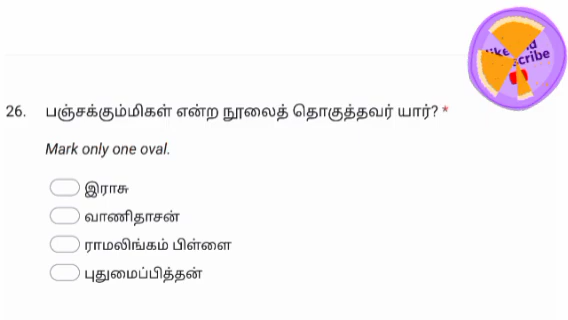 26. பஞ்சக்கும்மிகள் என்ற நூலைத் தொகுத்தவர் யார்? *
Mark only one oval.
இராசு
வாணிதாசன்
ராமலிங்கம் பிள்ளை
புதுமைப்பித்தன்